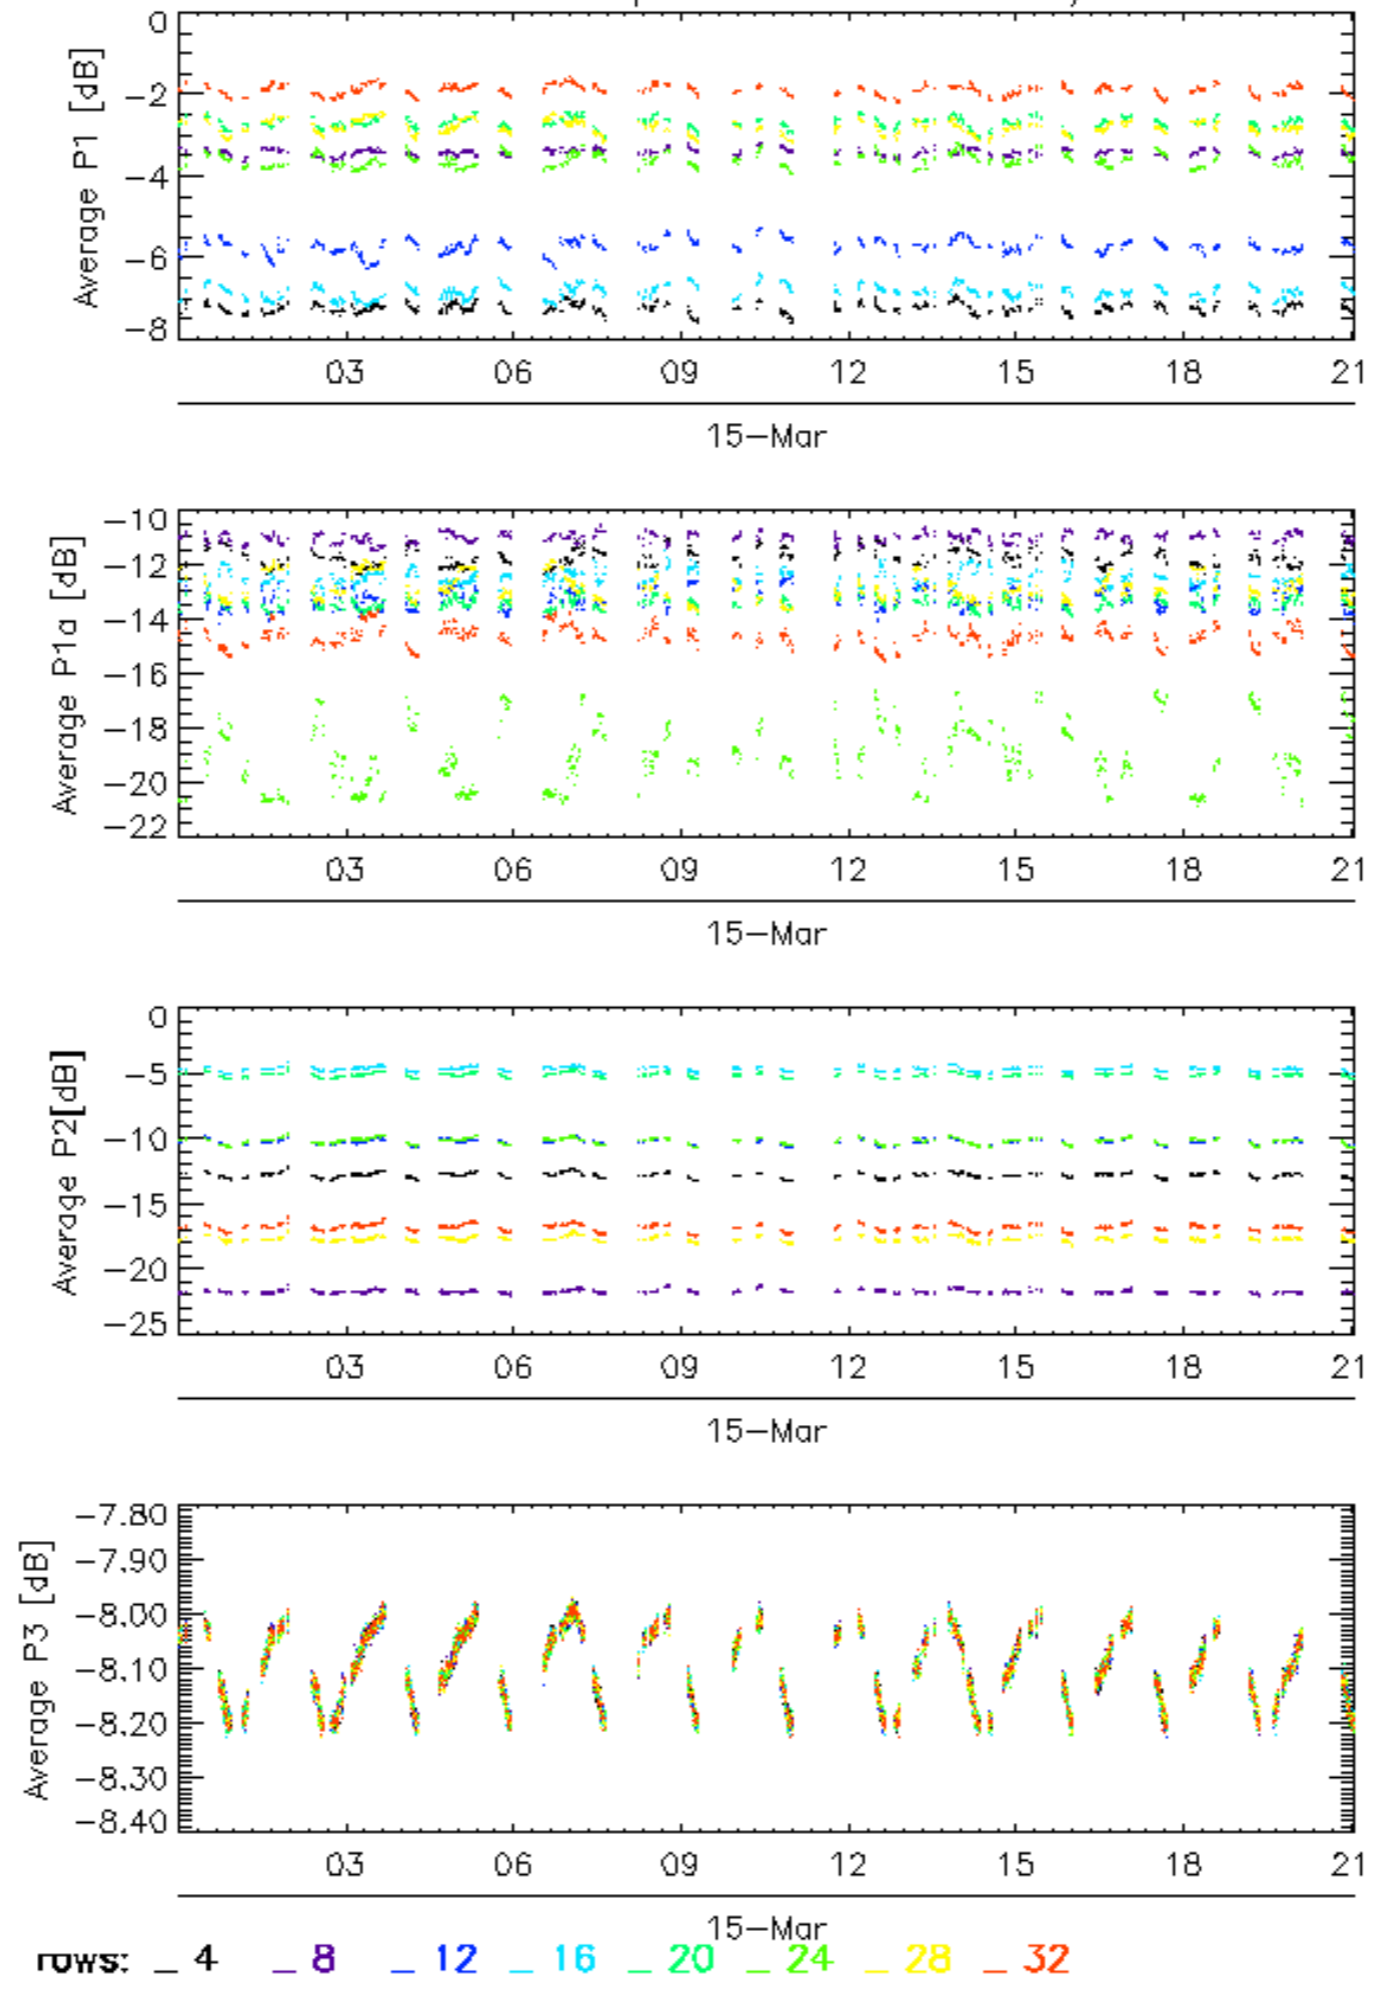 Average P1 [dB]
0
−2
−4
−6
−8
03 06 09 12 15 18 21
15−Mar
Average P1a [dB]
−10
−12
−14
−16
−18
−20
−22
03 06 09 12 15 18 21
15−Mar
Average P2[dB]
0
−5
−10
−15
−20
−25
03 06 09 12 15 18 21
15−Mar
Average P3 [dB]
−7.80
−7.90
−8.00
−8.10
−8.20
−8.30
−8.40
03 06 09 12 15 18 21
15−Mar
rows: _ 4 _ 8 _ 12 _ 16 _ 20 _ 24 _ 28 _ 32